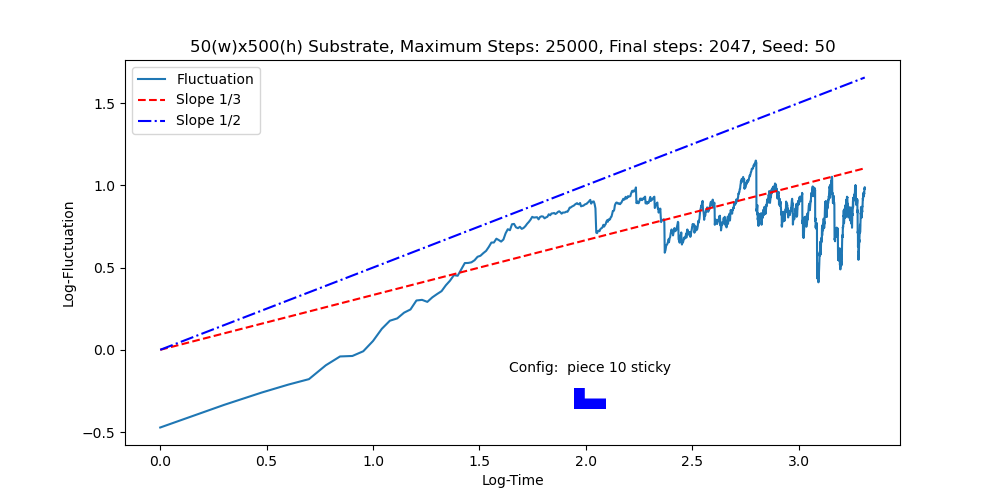 50(w)x500(h) Substrate, Maximum Steps: 25000, Final steps: 2047, Seed: 50
Fluctuation
Slope 1/3
Slope 1/2
1.5
1.0
0.5
0.0
−0.5
Log-Fluctuation
Config:  piece 10 sticky
0.0 0.5 1.0 1.5 2.0 2.5 3.0
Log-Time